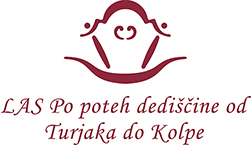 LAS Po poteh dediščine od
Turjaka do Kolpe